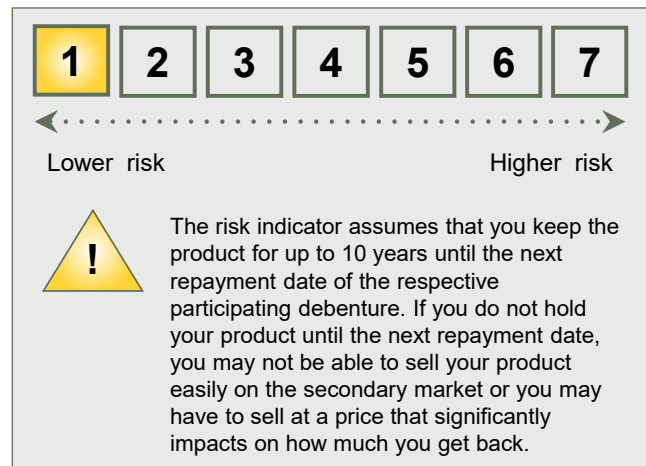 1 2 3 4 5 6 7
Lower risk Higher risk
!
The risk indicator assumes that you keep the
product for up to 10 years until the next
repayment date of the respective
participating debenture. If you do not hold
your product until the next repayment date,
you may not be able to sell your product
easily on the secondary market or you may
have to sell at a price that significantly
impacts on how much you get back.